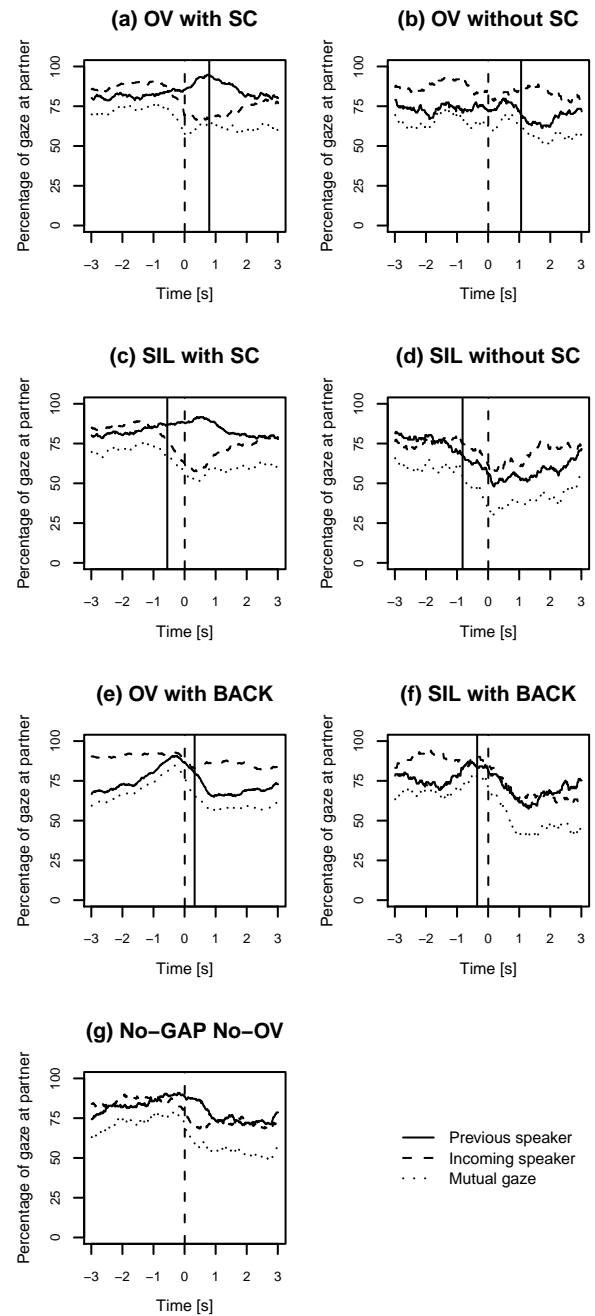 (a) OV with SC
Percentage of gaze at partner
100
75
50
25
0
−3 −2 −1 0 1 2 3
Time [s]
(b) OV without SC
Percentage of gaze at partner
100
75
50
25
0
−3 −2 −1 0 1 2 3
Time [s]
(c) SIL with SC
Percentage of gaze at partner
100
75
50
25
0
−3 −2 −1 0 1 2 3
Time [s]
(d) SIL without SC
Percentage of gaze at partner
100
75
50
25
0
−3 −2 −1 0 1 2 3
Time [s]
(e) OV with BACK
Percentage of gaze at partner
100
75
50
25
0
−3 −2 −1 0 1 2 3
Time [s]
(f) SIL with BACK
Percentage of gaze at partner
100
75
50
25
0
−3 −2 −1 0 1 2 3
Time [s]
(g) No−GAP No−OV
Percentage of gaze at partner
100
75
50
25
0
−3 −2 −1 0 1 2 3
Time [s]
Previous speaker
Incoming speaker
Mutual gaze